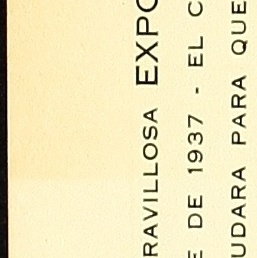 RAVILLOSA EXPO
E DE 1937 - EL C
UDARA PARA QUE